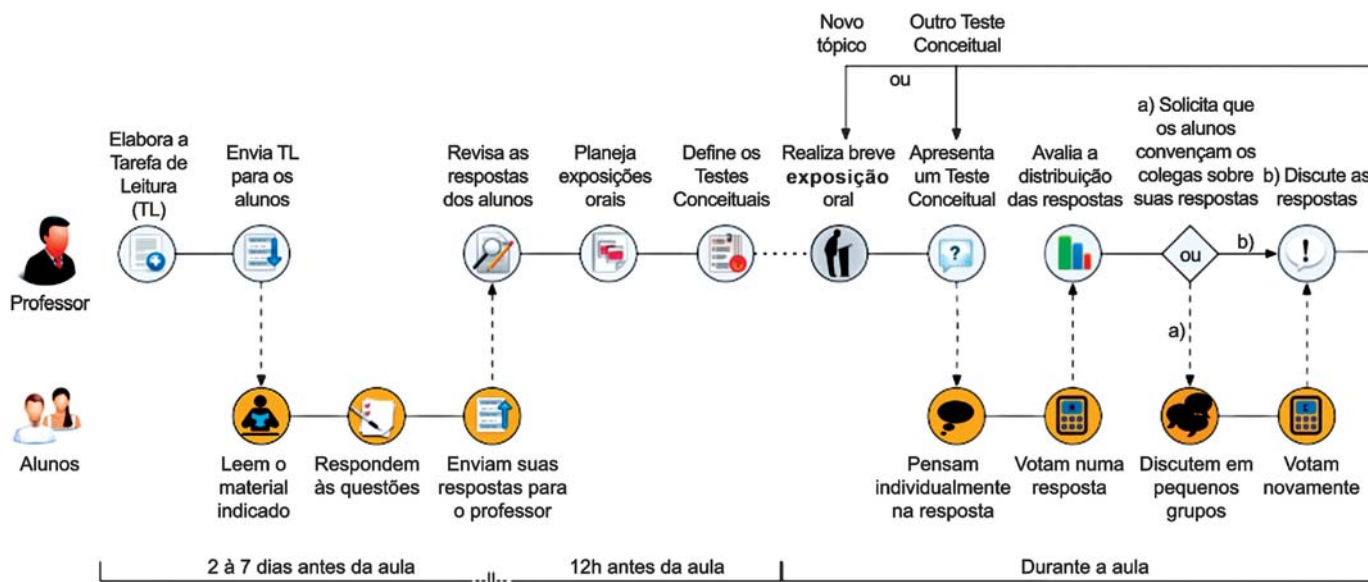 Novo
tópico
Outro Teste
Conceitual
ou
Elabora a
Tarefa de
Leitura
(TL)
Envia TL
para os
alunos
Revisa as
respostas
dos alunos
Planeja
exposições
orais
Define os
Testes
Conceituais
Realiza breve
exposição
oral
Apresenta
um Teste
Conceitual
Avalia a
distribuição
das respostas
a) Solicita que
os alunos
convençam os
colegas sobre
suas respostas
b) Discute as
respostas
?
ou
b)
!
Professor
a)
Alunos
Leem o
material
indicado
Respondem
às questões
Enviam suas
respostas para
o professor
Pensam
individualmente
na resposta
Votam numa
resposta
Discutem em
pequenos
grupos
Votam
novamente
2 à 7 dias antes da aula
12h antes da aula
Durante a aula